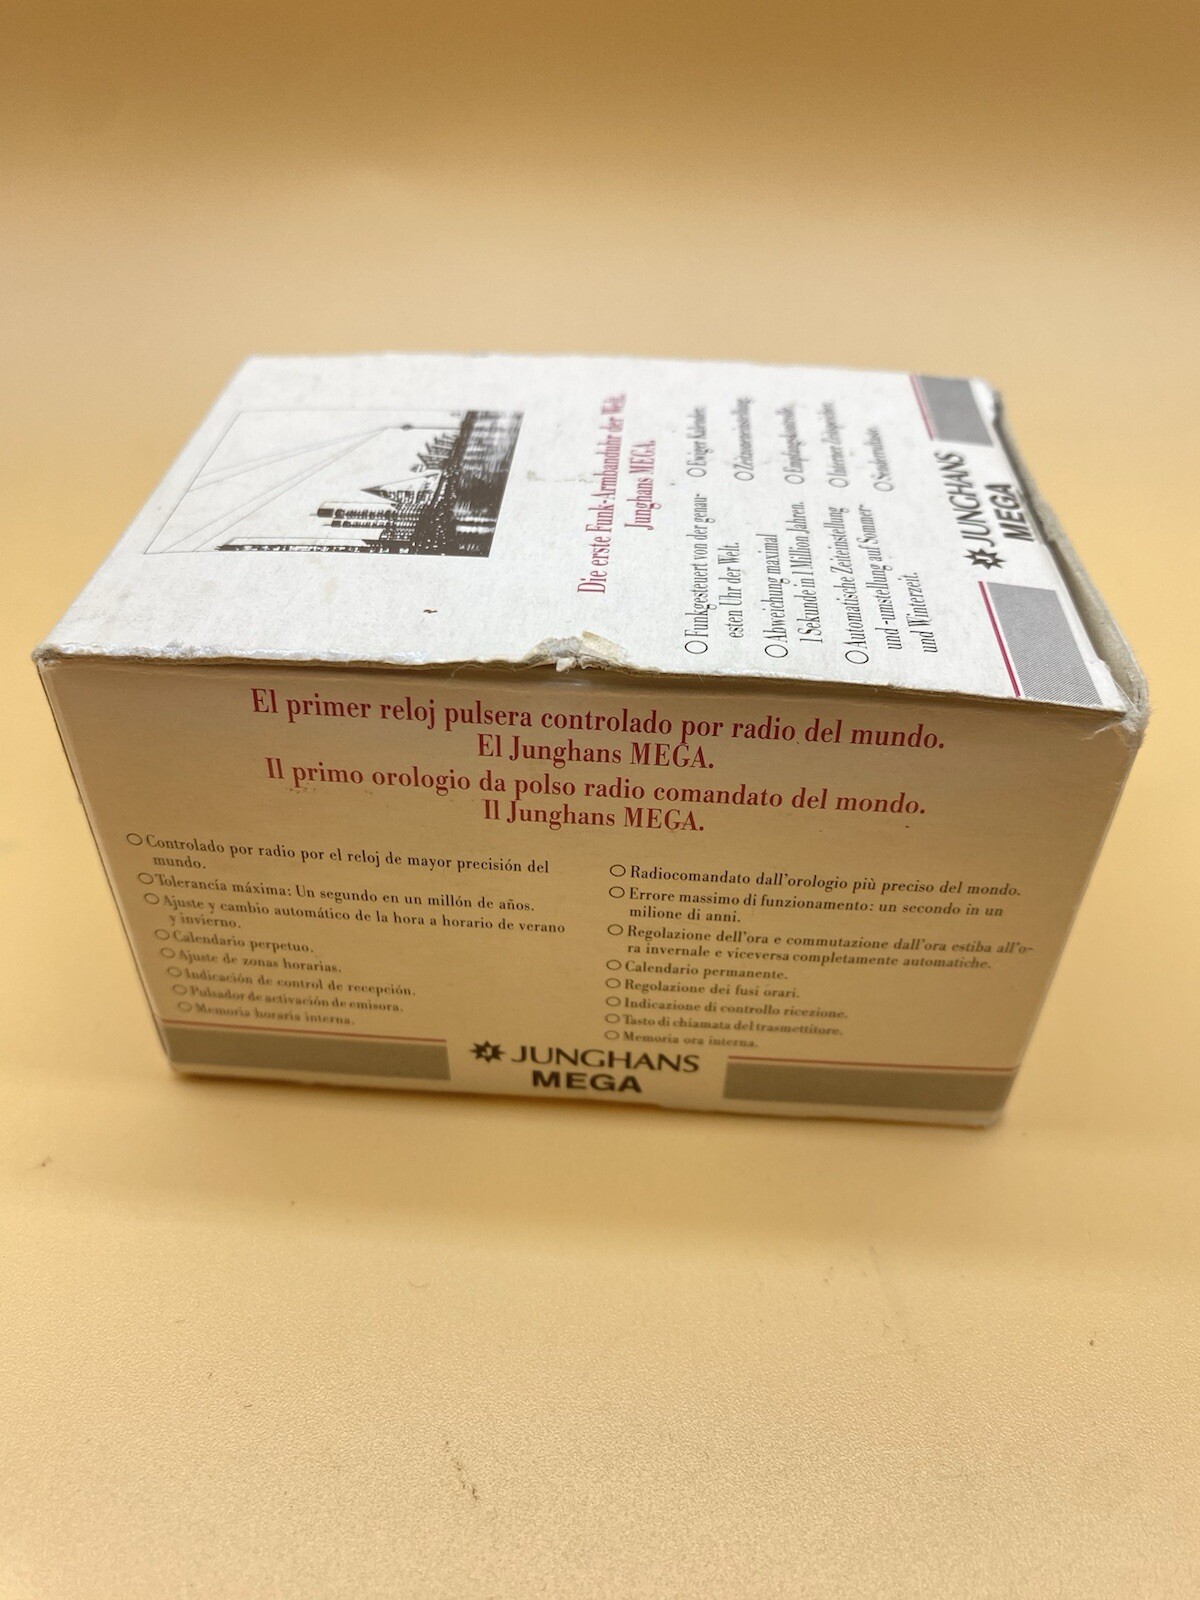 Die erste Funk-Armbanduhr der Welt.
Junghans MEGA.
○ Funkgesteuert von der genau-
esten Uhr der Welt.
○ Abweichung maximal
1 Sekunde in 1 Million Jahren.
○ Automatische Zeiteinstellung
und -umstellung auf Sommer-
und Winterzeit.
○ Ewiger Kalender.
○ Zeitzoneneinstellung.
○ Empfangskontrolle.
○ Interner Zeitspeicher.
○ Senderruftaste.
JUNGHANS
MEGA
El primer reloj pulsera controlado por radio del mundo.
El Junghans MEGA.
Il primo orologio da polso radio comandato del mondo.
Il Junghans MEGA.
○ Controlado por radio por el reloj de mayor precisión del
mundo.
○ Tolerancía máxima: Un segundo en un millón de años.
○ Ajuste y cambio automático de la hora a horario de verano
y invierno.
○ Calendario perpetuo.
○ Ajuste de zonas horarias.
○ Indicación de control de recepción.
○ Pulsador de activación de emisora.
○ Memoria horaria interna.
○ Radiocomandato dall'orologio più preciso del mondo.
○ Errore massimo di funzionamento: un secondo in un
milione di anni.
○ Regolazione dell'ora e commutazione dall'ora estiba all'o-
ra invernale e viceversa completamente automatiche.
○ Calendario permanente.
○ Regolazione dei fusi orari.
○ Indicazione di controllo ricezione.
○ Tasto di chiamata del trasmettitore.
○ Memoria ora interna.
JUNGHANS
MEGA